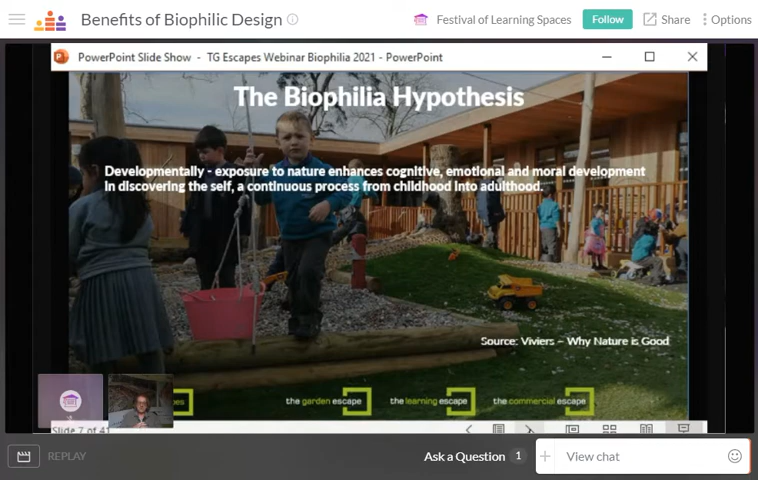 Benefits of Biophilic Design
Festival of Learning Spaces
Follow
Share
Options
PowerPoint Slide Show - TG Escapes Webinar Biophilia 2021 - PowerPoint
The Biophilia Hypothesis
Developmentally - exposure to nature enhances cognitive, emotional and moral development
in discovering the self, a continuous process from childhood into adulthood.
Source: Viviers – Why Nature is Good
the garden escape
the learning escape
the commercial escape
Slide 7 of 41
REPLAY
Ask a Question 1
View chat